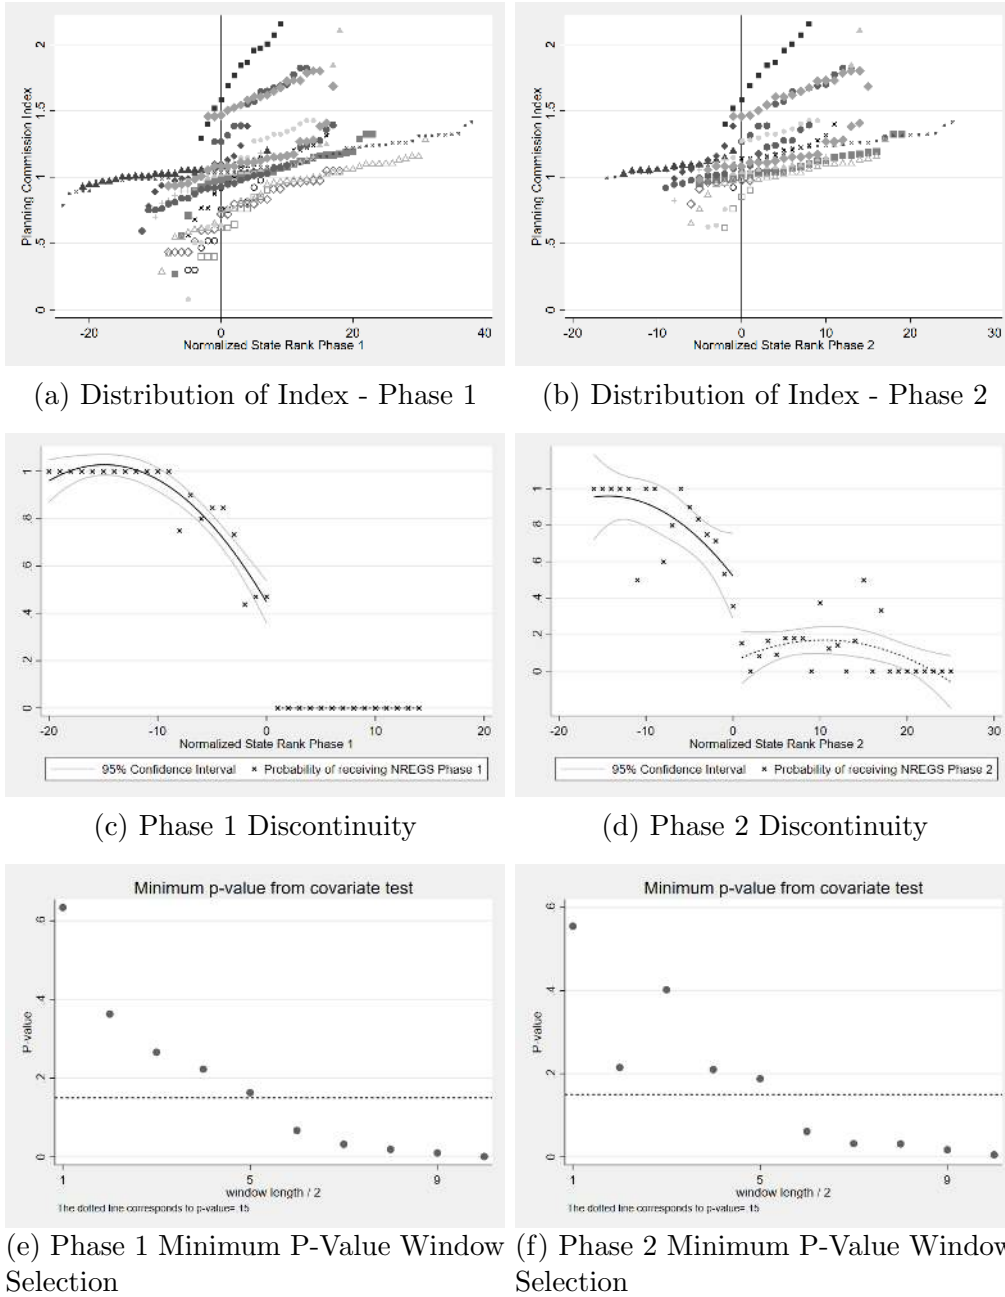 Planning Commission Index
0 .5 1 1.5 2
-20 0 20 40
Normalized State Rank Phase 1
Planning Commission Index
0 .5 1 1.5 2
-20 -10 0 10 20 30
Normalized State Rank Phase 2
(a) Distribution of Index - Phase 1
(b) Distribution of Index - Phase 2
0 .2 .4 .6 .8 1
-20 -10 0 10 20
Normalized State Rank Phase 1
95% Confidence Interval × Probability of receiving NREGS Phase 1
0 .2 .4 .6 .8 1
-20 -10 0 10 20 30
Normalized State Rank Phase 2
95% Confidence Interval × Probability of receiving NREGS Phase 2
(c) Phase 1 Discontinuity
(d) Phase 2 Discontinuity
Minimum p-value from covariate test
P-value
0 .2 .4 .6
1 5 9
window length / 2
The dotted line corresponds to p-value=.15
Minimum p-value from covariate test
P-value
0 .2 .4 .6
1 5 9
window length / 2
The dotted line corresponds to p-value=.15
(e) Phase 1 Minimum P-Value Window
Selection
(f) Phase 2 Minimum P-Value Window
Selection